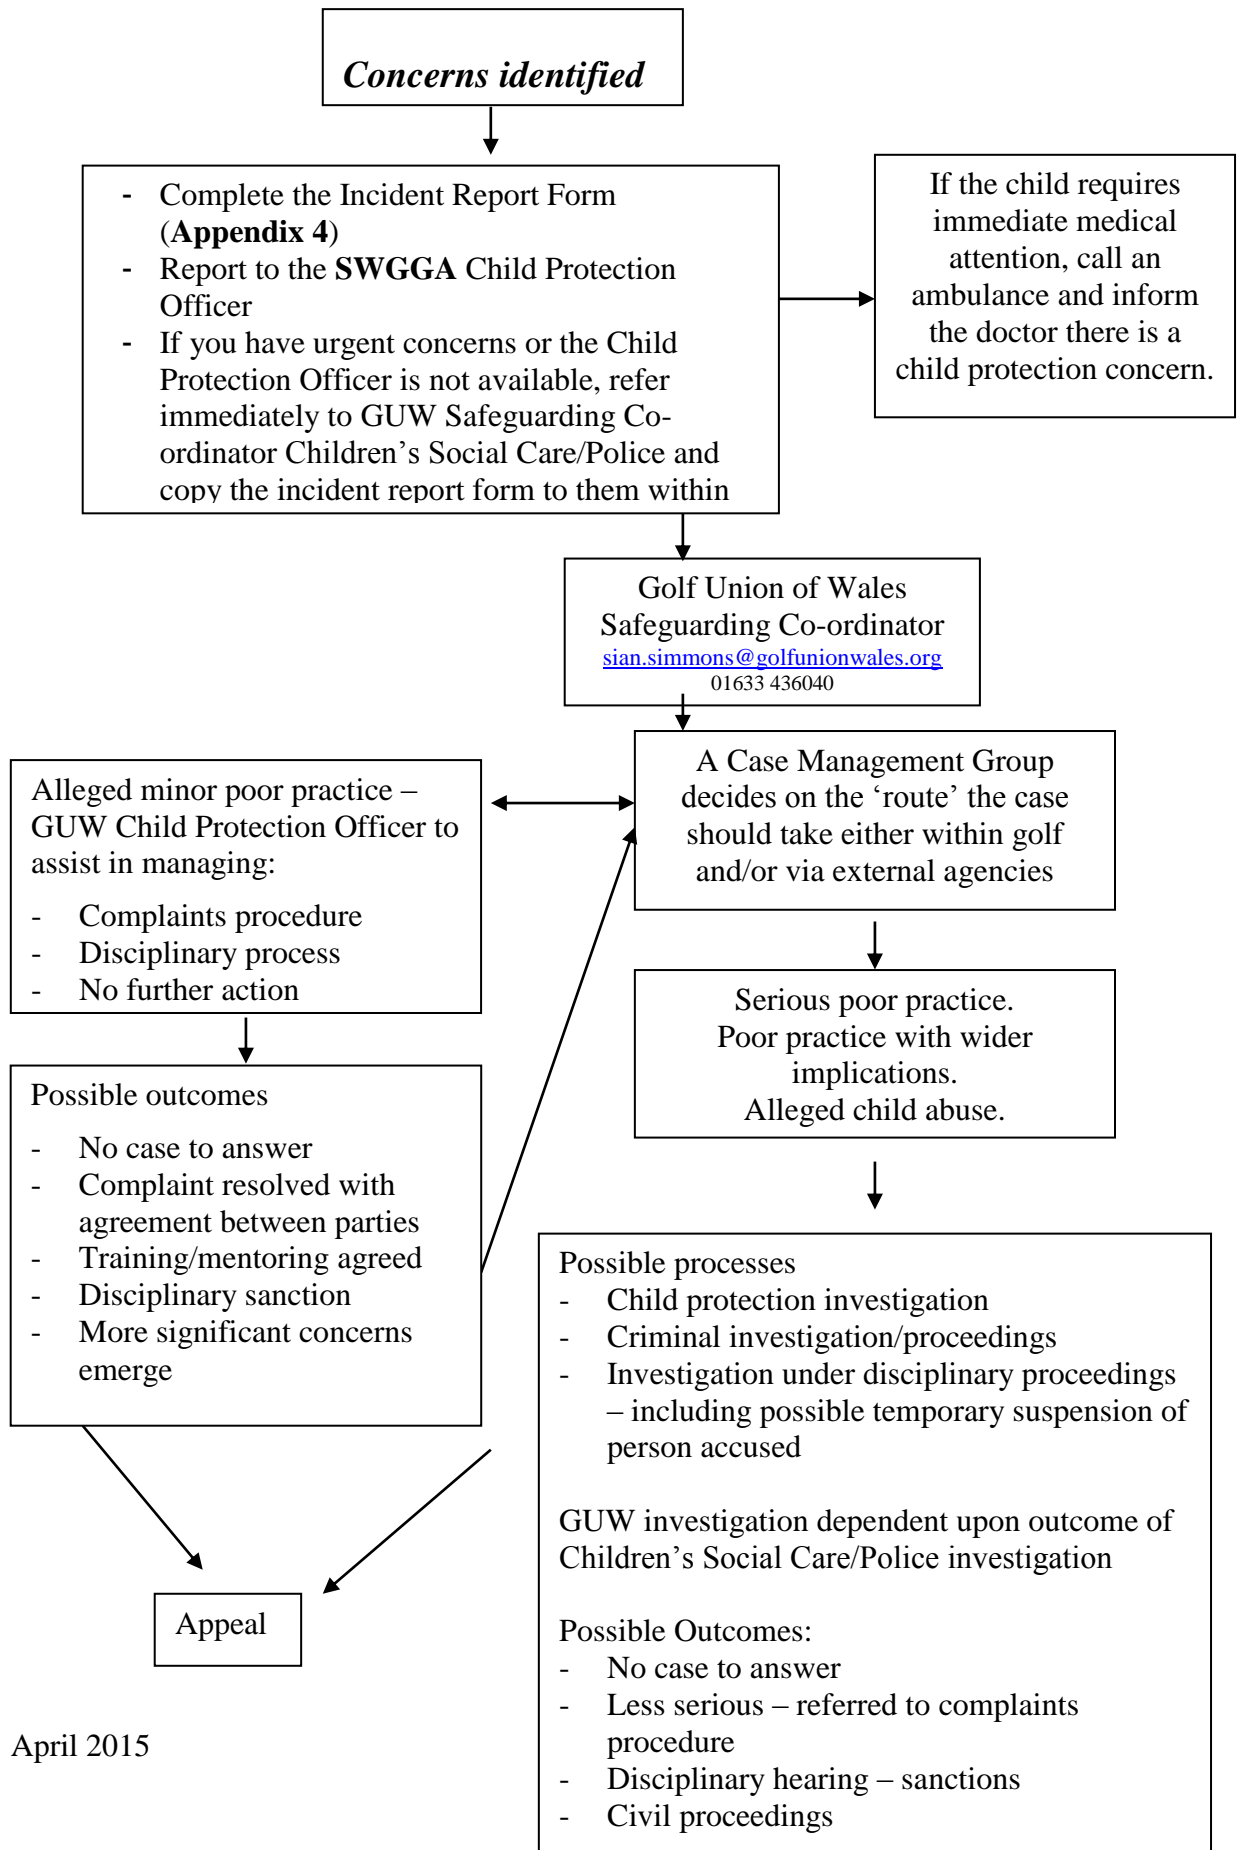 Concerns identified
- Complete the Incident Report Form
(Appendix 4)
- Report to the SWGGA Child Protection
Officer
- If you have urgent concerns or the Child
Protection Officer is not available, refer
immediately to GUW Safeguarding Co-
ordinator Children’s Social Care/Police and
copy the incident report form to them within
If the child requires
immediate medical
attention, call an
ambulance and inform
the doctor there is a
child protection concern.
Golf Union of Wales
Safeguarding Co-ordinator
sian.simmons@golfunionwales.org
01633 436040
A Case Management Group
decides on the ‘route’ the case
should take either within golf
and/or via external agencies
Alleged minor poor practice –
GUW Child Protection Officer to
assist in managing:
- Complaints procedure
- Disciplinary process
- No further action
Serious poor practice.
Poor practice with wider
implications.
Alleged child abuse.
Possible outcomes
- No case to answer
- Complaint resolved with
agreement between parties
- Training/mentoring agreed
- Disciplinary sanction
- More significant concerns
emerge
Possible processes
- Child protection investigation
- Criminal investigation/proceedings
- Investigation under disciplinary proceedings
– including possible temporary suspension of
person accused
GUW investigation dependent upon outcome of
Children’s Social Care/Police investigation
Possible Outcomes:
- No case to answer
- Less serious – referred to complaints
procedure
- Disciplinary hearing – sanctions
- Civil proceedings
Appeal
April 2015